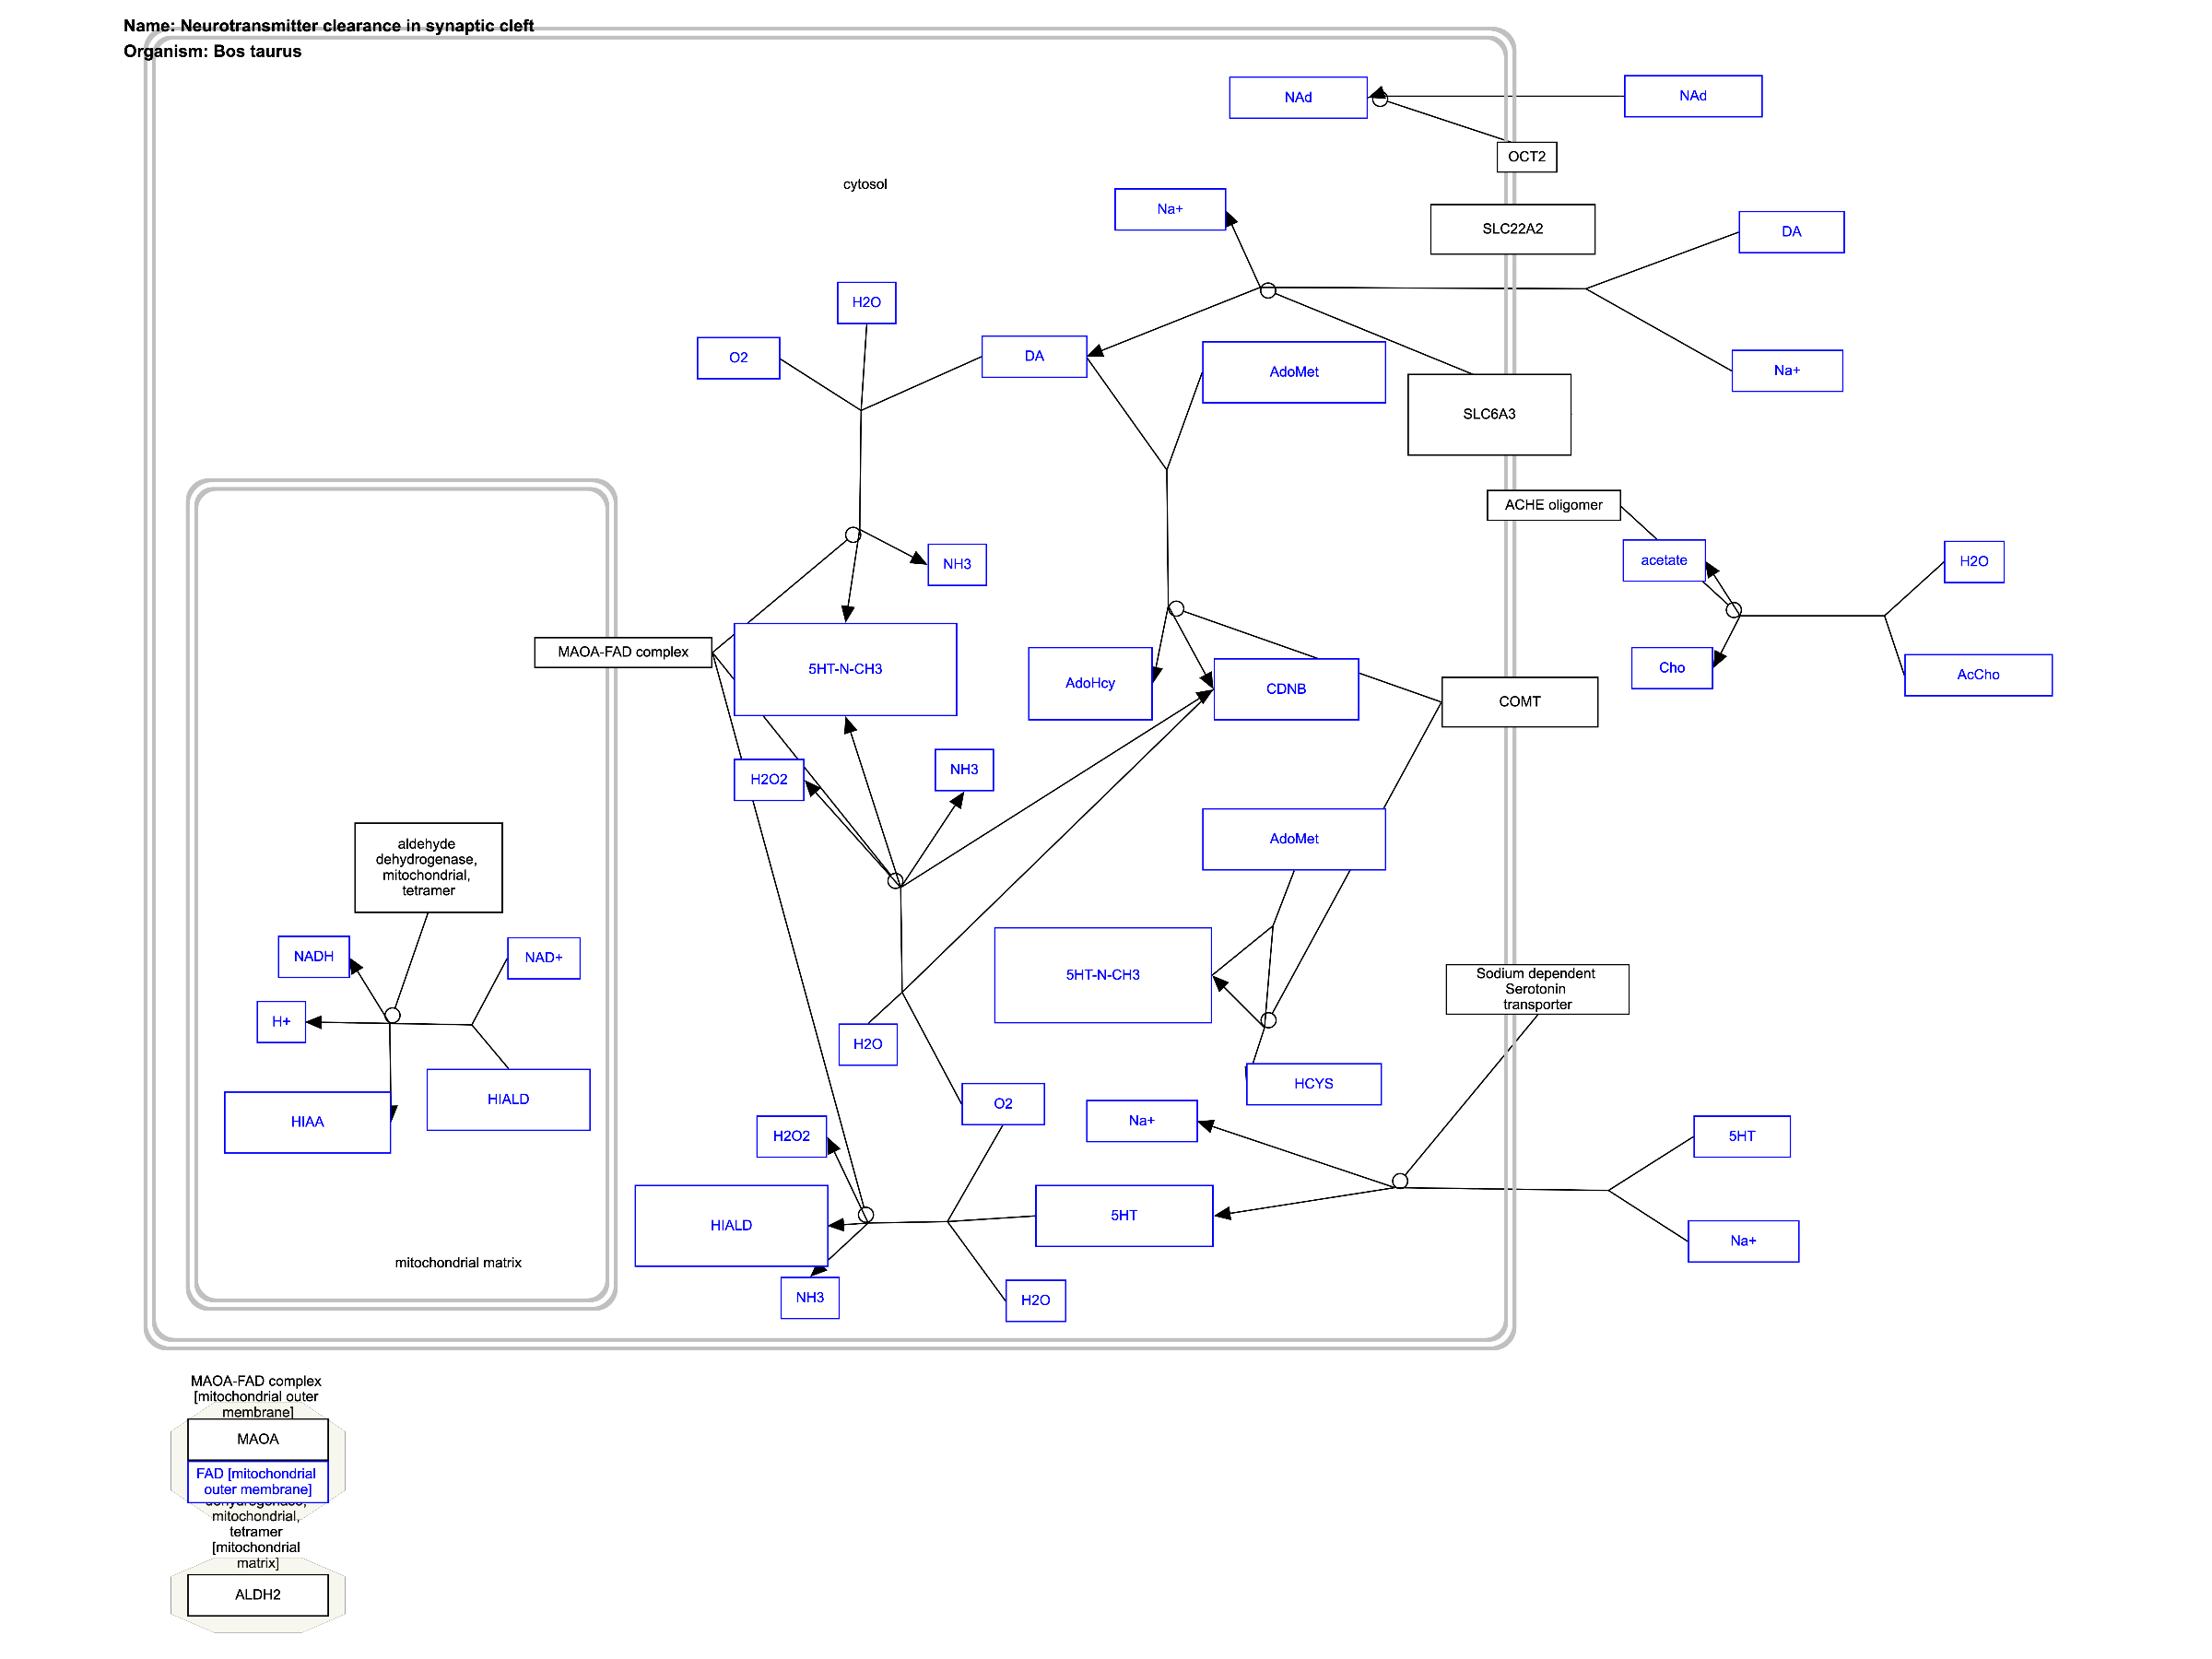 Name: Neurotransmitter clearance in synaptic cleft
Organism: Bos taurus
NAd
NAd
OCT2
cytosol
Na+
SLC22A2
DA
H2O
O2
DA
AdoMet
Na+
SLC6A3
ACHE oligomer
NH3
acetate
H2O
MAOA-FAD complex
5HT-N-CH3
AdoHcy
CDNB
Cho
AcCho
COMT
H2O2
NH3
AdoMet
aldehyde
dehydrogenase,
mitochondrial,
tetramer
NADH
NAD+
5HT-N-CH3
Sodium dependent
Serotonin
transporter
H+
H2O
HIALD
HCYS
HIAA
O2
Na+
H2O2
5HT
HIALD
5HT
Na+
mitochondrial matrix
NH3
H2O
MAOA-FAD complex
[mitochondrial outer
membrane]
MAOA
FAD [mitochondrial
outer membrane]
dehydrogenase,
mitochondrial,
tetramer
[mitochondrial
matrix]
ALDH2